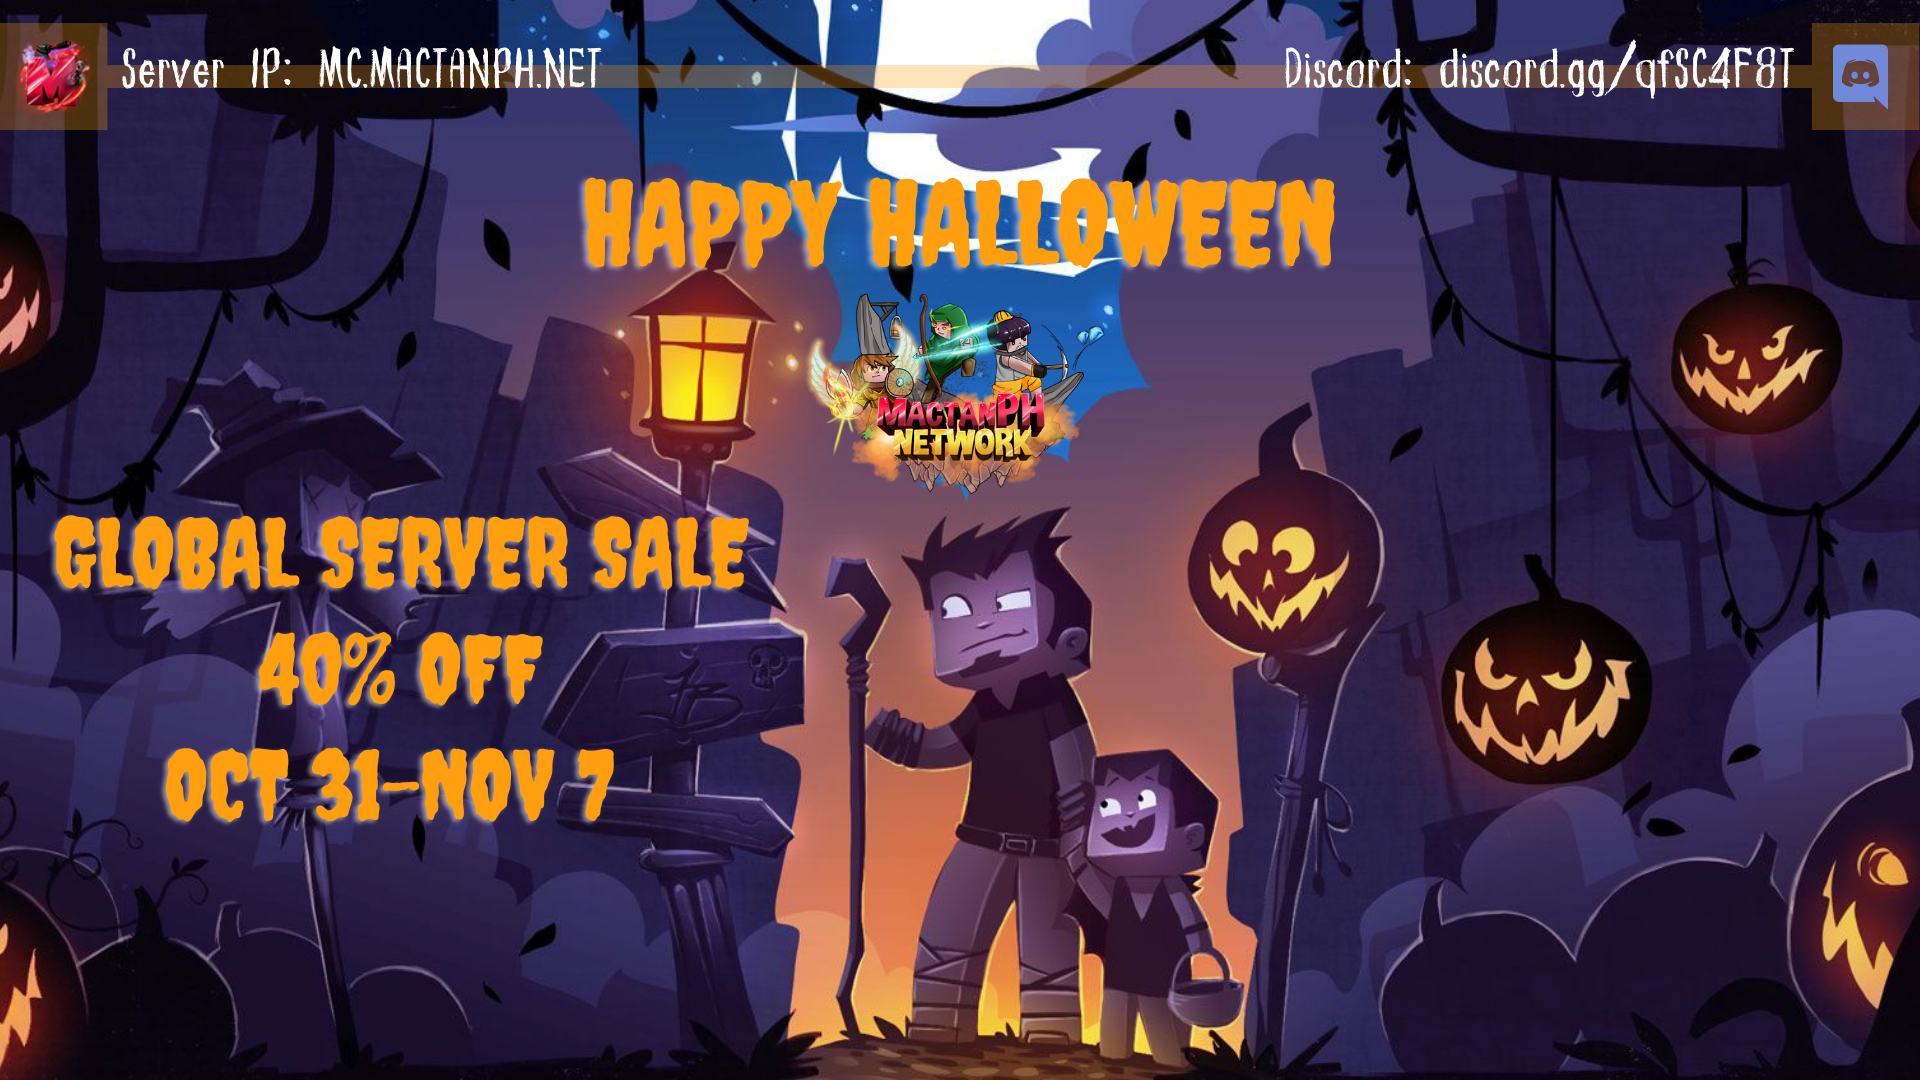 Server IP: MC.MACTANPH.NET
Discord: discord.gg/qfSC4F8T
HAPPY HALLOWEEN
MACTANPH
NETWORK
GLOBAL SERVER SALE
40% OFF
OCT 31-NOV 7